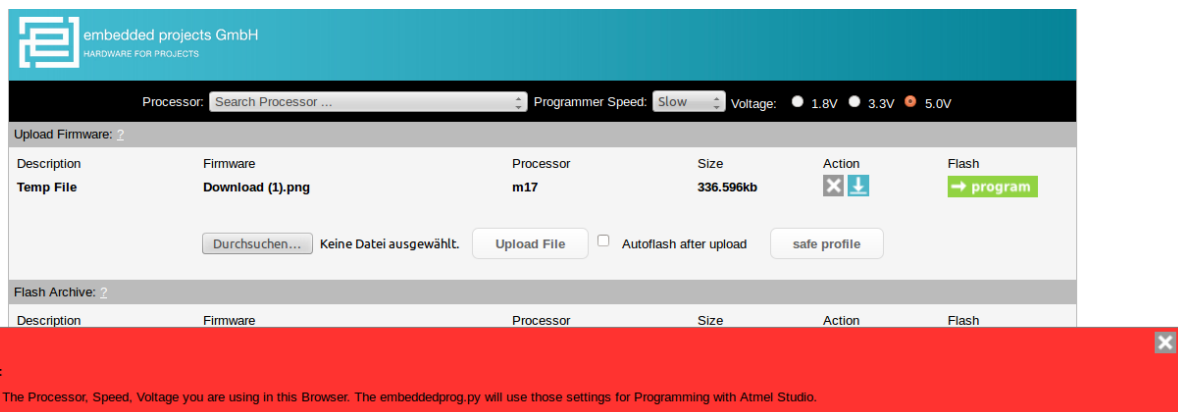 embedded projects GmbH
HARDWARE FOR PROJECTS
Processor: Search Processor ... Programmer Speed: Slow Voltage: 1.8V 3.3V 5.0V
Upload Firmware: ?
Description Firmware Processor Size Action Flash
Temp File Download (1).png m17 336.596kb → program
Durchsuchen... Keine Datei ausgewählt. Upload File Autoflash after upload safe profile
Flash Archive: ?
Description Firmware Processor Size Action Flash
:
The Processor, Speed, Voltage you are using in this Browser. The embeddedprog.py will use those settings for Programming with Atmel Studio.